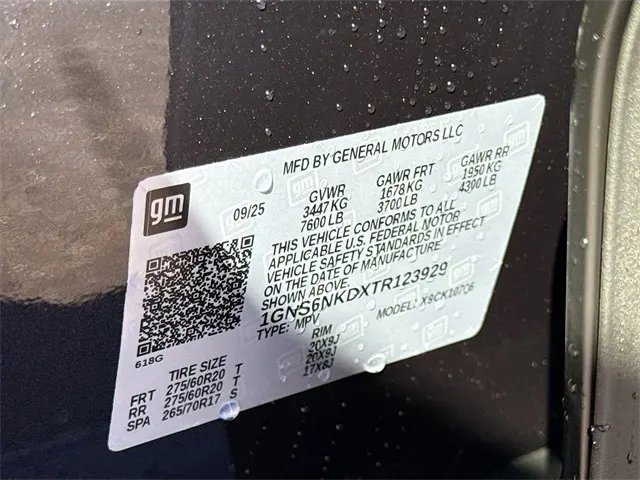 MFD BY GENERAL MOTORS LLC
gm
09/25
GVWR GAWR FRT GAWR RR
3447 KG 1678 KG 1950 KG
7600 LB 3700 LB 4300 LB
THIS VEHICLE CONFORMS TO ALL
APPLICABLE U.S. FEDERAL MOTOR
VEHICLE SAFETY STANDARDS IN EFFECT
ON THE DATE OF MANUFACTURE
SHOWN ABOVE.
1GNS6NKDXTR123929
TYPE: MPV MODEL: X9CK10706
618G
TIRE SIZE RIM
FRT 275/60R20 T 20X9J
RR 275/60R20 T 20X9J
SPA 265/70R17 S 17X8J